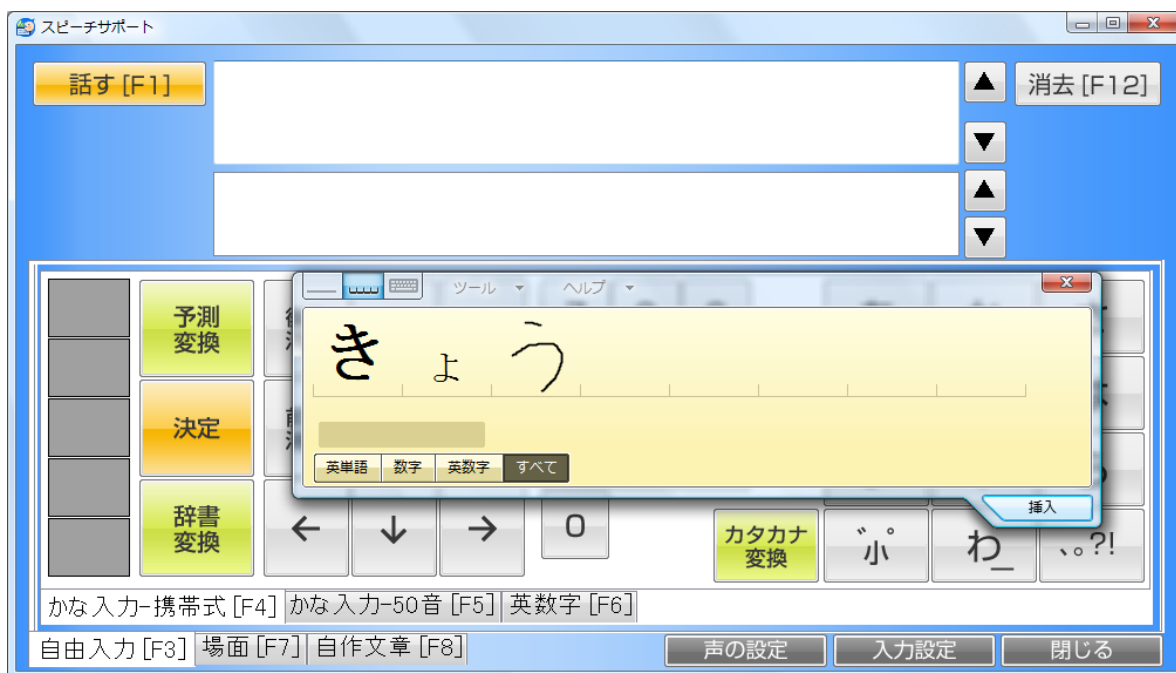 スピーチサポート
話す [F1]
▲
消去 [F12]
▼
▲
▼
ツール ▼ ヘルプ ▼
きょう
英単語 数字 英数字 すべて
挿入
予測
変換
決定
辞書
変換
← ↓ → 0
カタカナ
変換
゛゜
小
わ_
、。?!
かな入力-携帯式 [F4] かな入力-50音 [F5] 英数字 [F6]
自由入力 [F3] 場面 [F7] 自作文章 [F8]
声の設定 入力設定 閉じる